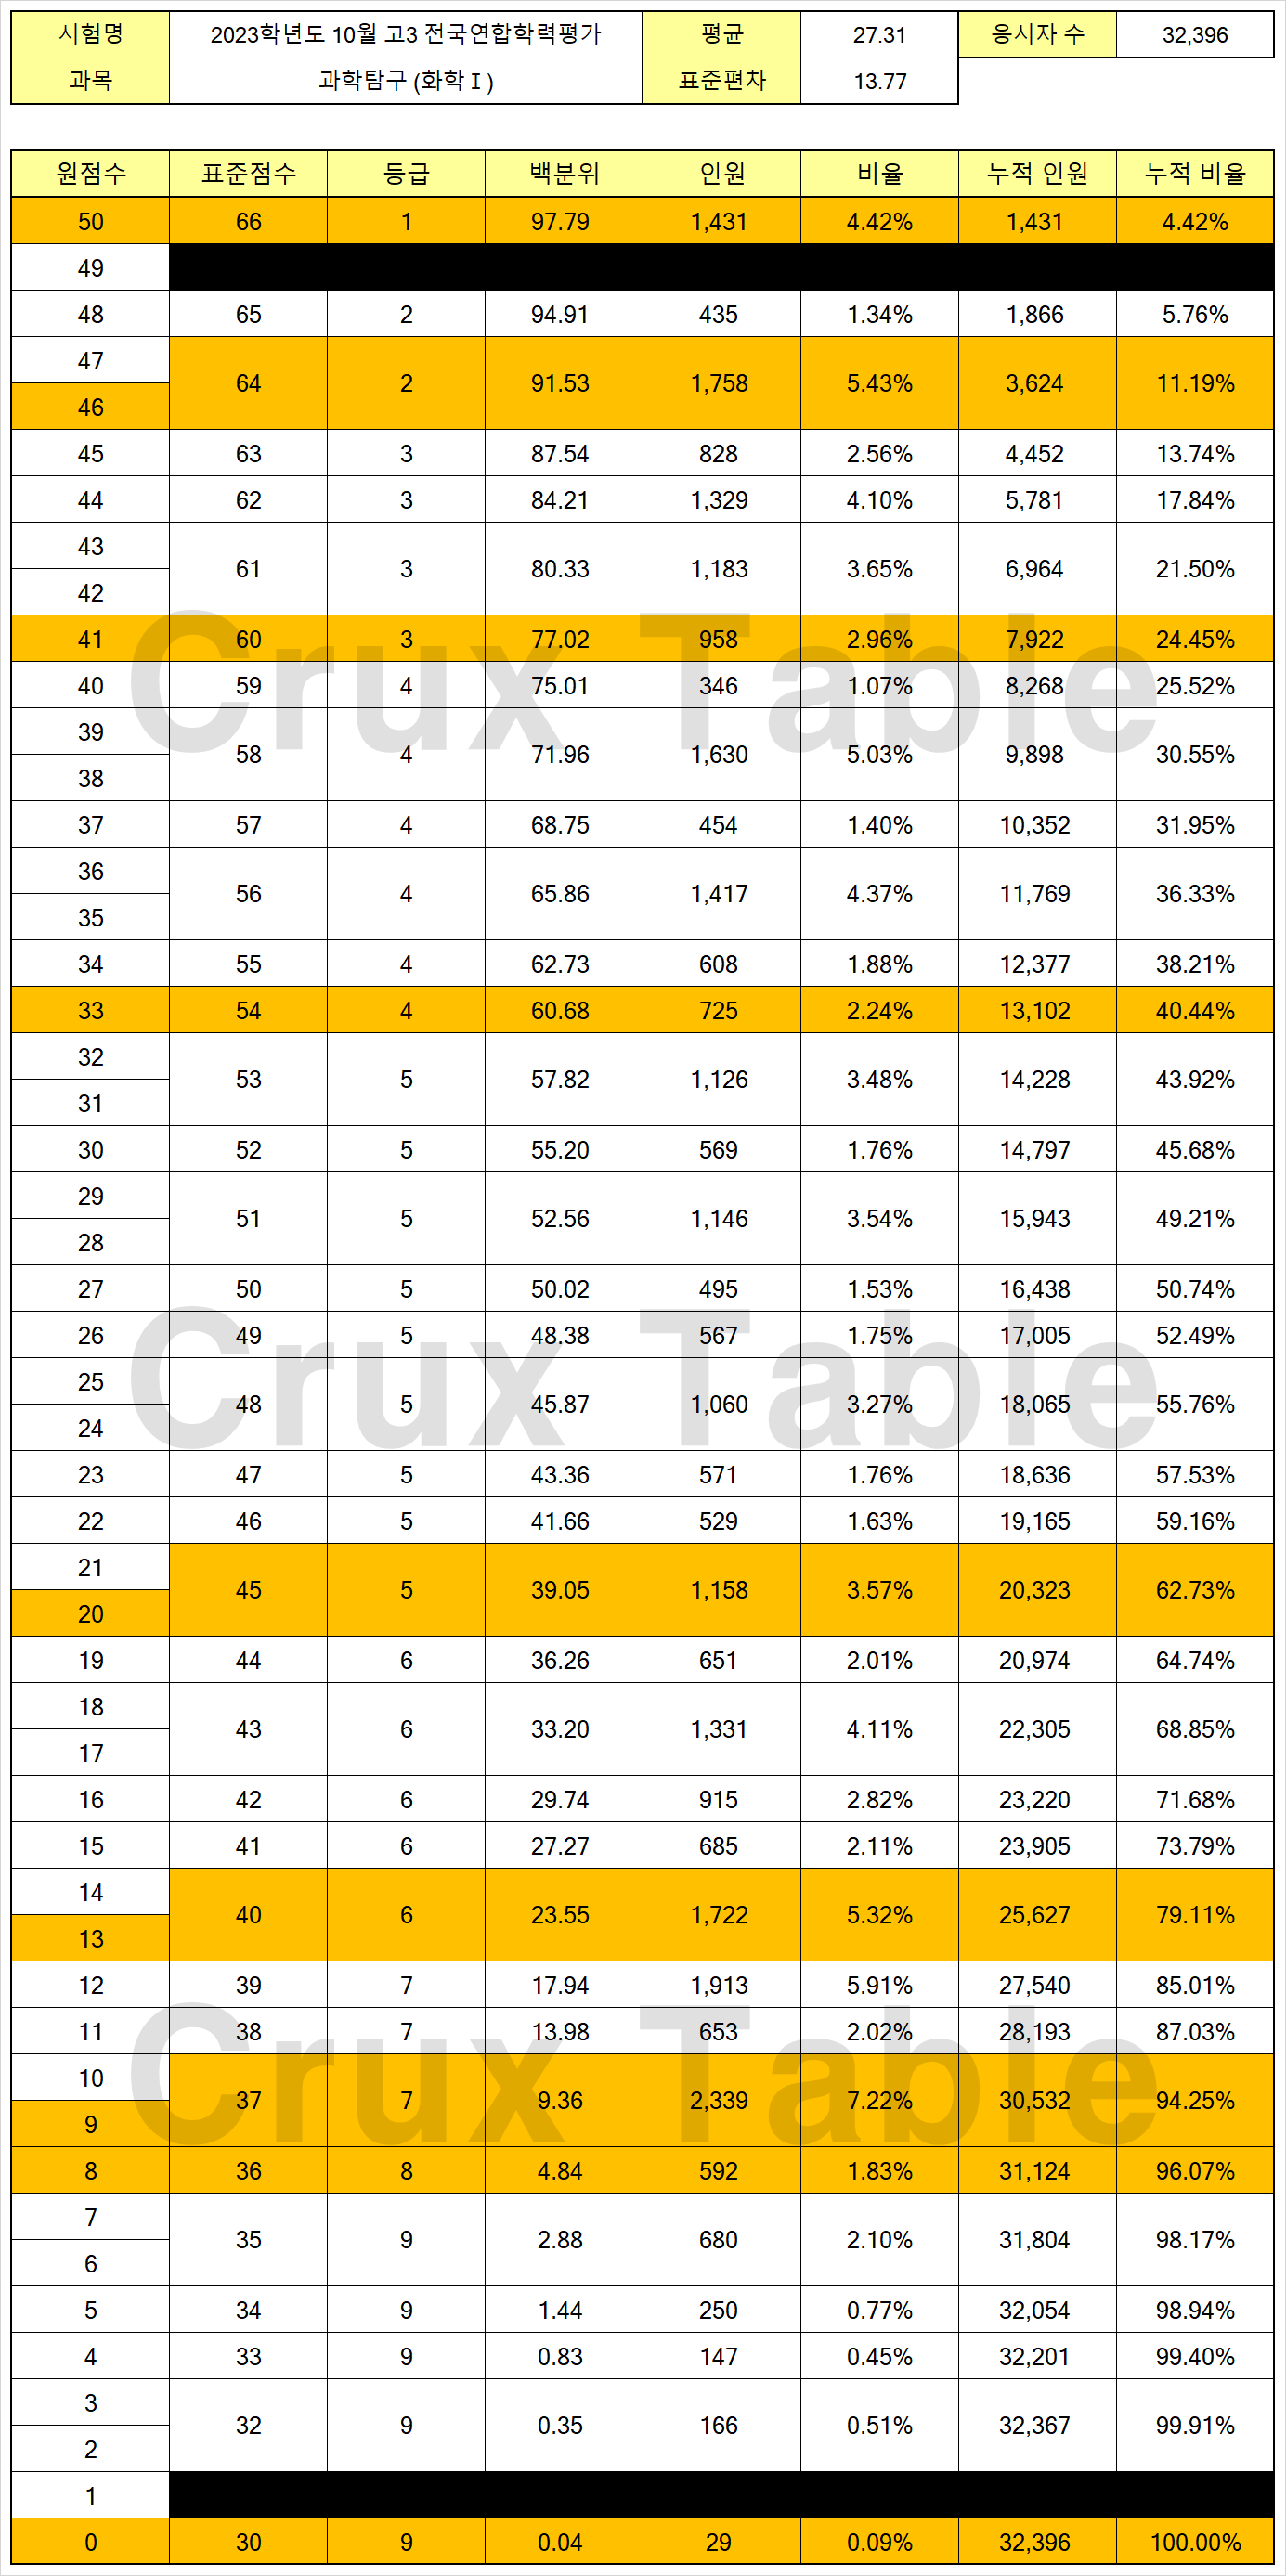 시험명 2023학년도 10월 고3 전국연합학력평가 평균 27.31 응시자 수 32,396
과목 과학탐구 (화학 I ) 표준편차 13.77
원점수 표준점수 등급 백분위 인원 비율 누적 인원 누적 비율
50 66 1 97.79 1,431 4.42% 1,431 4.42%
49
48 65 2 94.91 435 1.34% 1,866 5.76%
47
64 2 91.53 1,758 5.43% 3,624 11.19%
46
45 63 3 87.54 828 2.56% 4,452 13.74%
44 62 3 84.21 1,329 4.10% 5,781 17.84%
43
61 3 80.33 1,183 3.65% 6,964 21.50%
42
41 60 3 77.02 958 2.96% 7,922 24.45%
Crux Table
40 59 4 75.01 346 1.07% 8,268 25.52%
39
58 4 71.96 1,630 5.03% 9,898 30.55%
38
37 57 4 68.75 454 1.40% 10,352 31.95%
36
56 4 65.86 1,417 4.37% 11,769 36.33%
35
34 55 4 62.73 608 1.88% 12,377 38.21%
33 54 4 60.68 725 2.24% 13,102 40.44%
32
53 5 57.82 1,126 3.48% 14,228 43.92%
31
30 52 5 55.20 569 1.76% 14,797 45.68%
29
51 5 52.56 1,146 3.54% 15,943 49.21%
28
27 50 5 50.02 495 1.53% 16,438 50.74%
26 49 5 48.38 567 1.75% 17,005 52.49%
Crux Table
25
48 5 45.87 1,060 3.27% 18,065 55.76%
24
23 47 5 43.36 571 1.76% 18,636 57.53%
22 46 5 41.66 529 1.63% 19,165 59.16%
21
45 5 39.05 1,158 3.57% 20,323 62.73%
20
19 44 6 36.26 651 2.01% 20,974 64.74%
18
43 6 33.20 1,331 4.11% 22,305 68.85%
17
16 42 6 29.74 915 2.82% 23,220 71.68%
15 41 6 27.27 685 2.11% 23,905 73.79%
14
40 6 23.55 1,722 5.32% 25,627 79.11%
13
12 39 7 17.94 1,913 5.91% 27,540 85.01%
11 38 7 13.98 653 2.02% 28,193 87.03%
Crux Table
10
37 7 9.36 2,339 7.22% 30,532 94.25%
9
8 36 8 4.84 592 1.83% 31,124 96.07%
7
35 9 2.88 680 2.10% 31,804 98.17%
6
5 34 9 1.44 250 0.77% 32,054 98.94%
4 33 9 0.83 147 0.45% 32,201 99.40%
3
32 9 0.35 166 0.51% 32,367 99.91%
2
1
0 30 9 0.04 29 0.09% 32,396 100.00%